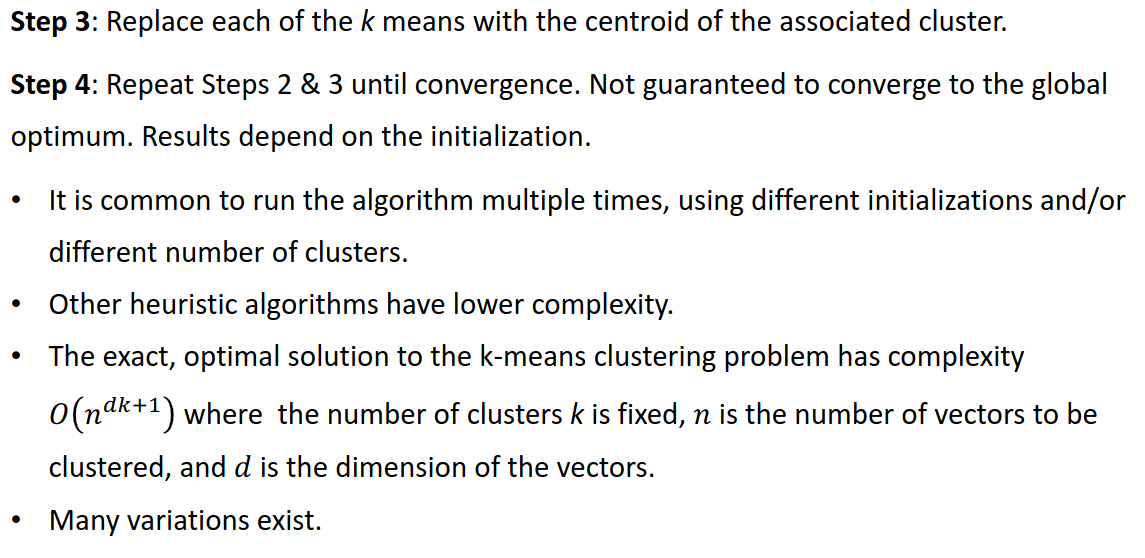 Step 3: Replace each of the k means with the centroid of the associated cluster.
Step 4: Repeat Steps 2 & 3 until convergence. Not guaranteed to converge to the global
optimum. Results depend on the initialization.
• It is common to run the algorithm multiple times, using different initializations and/or
different number of clusters.
• Other heuristic algorithms have lower complexity.
• The exact, optimal solution to the k-means clustering problem has complexity
O(n^{dk+1}) where the number of clusters k is fixed, n is the number of vectors to be
clustered, and d is the dimension of the vectors.
• Many variations exist.